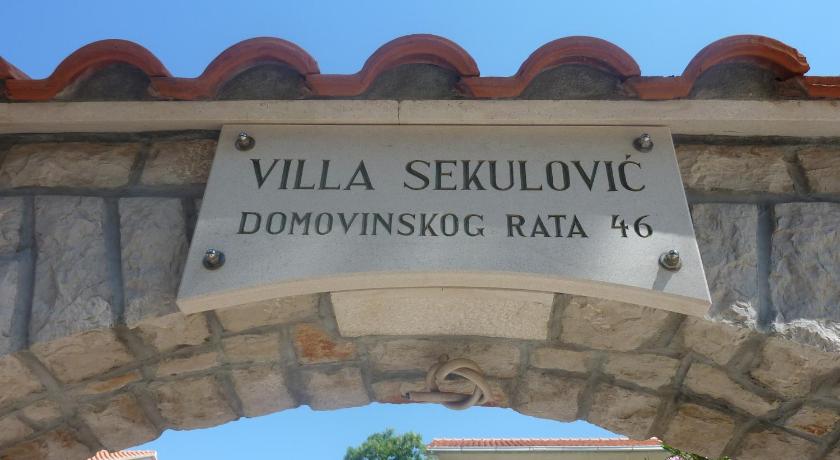 VILLA SEKULOVIĆ
DOMOVINSKOG RATA 46